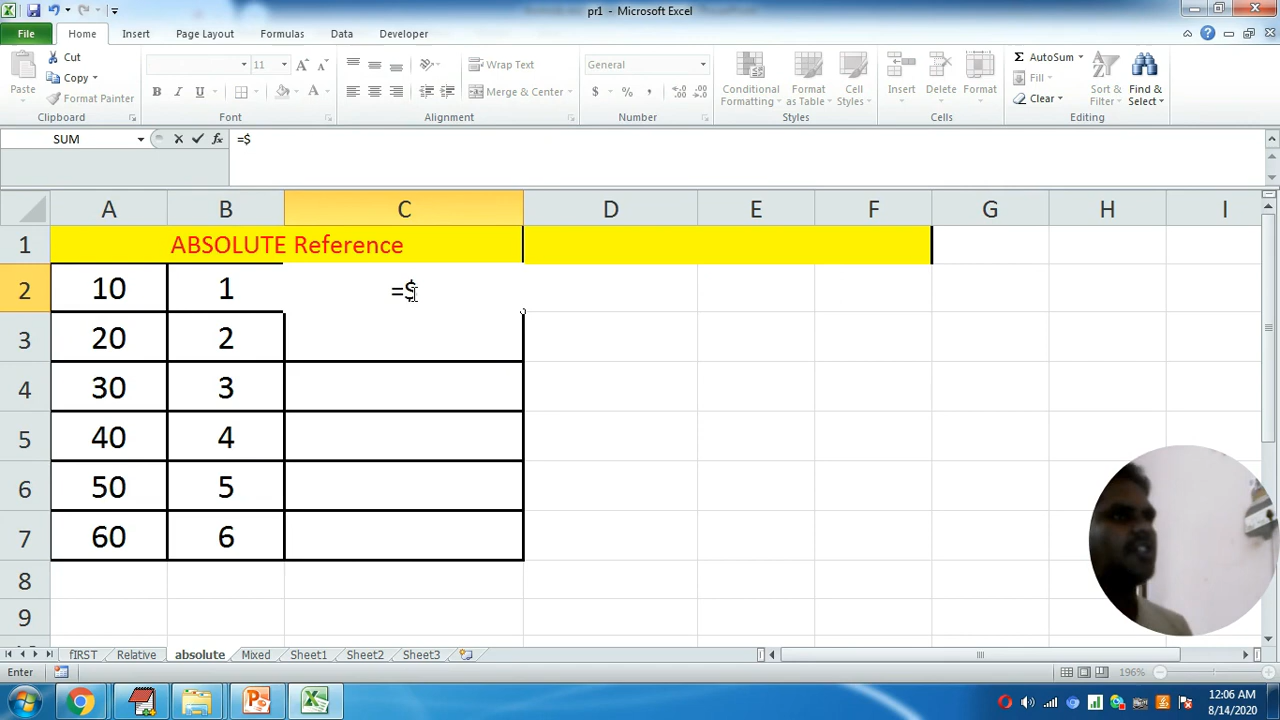 pr1 - Microsoft Excel
File Home Insert Page Layout Formulas Data Developer
Cut
Copy
Format Painter
Paste
Clipboard
11
Font
Wrap Text
Merge & Center
Alignment
General
Number
Conditional Formatting
Format as Table
Cell Styles
Styles
Insert
Delete
Format
Cells
AutoSum
Fill
Clear
Sort & Filter
Find & Select
Editing
SUM =$
A B C D E F G H I
1 ABSOLUTE Reference
2 10 1 =$
3 20 2
4 30 3
5 40 4
6 50 5
7 60 6
8
9
fIRST Relative absolute Mixed Sheet1 Sheet2 Sheet3
Enter 196%
12:06 AM
8/14/2020